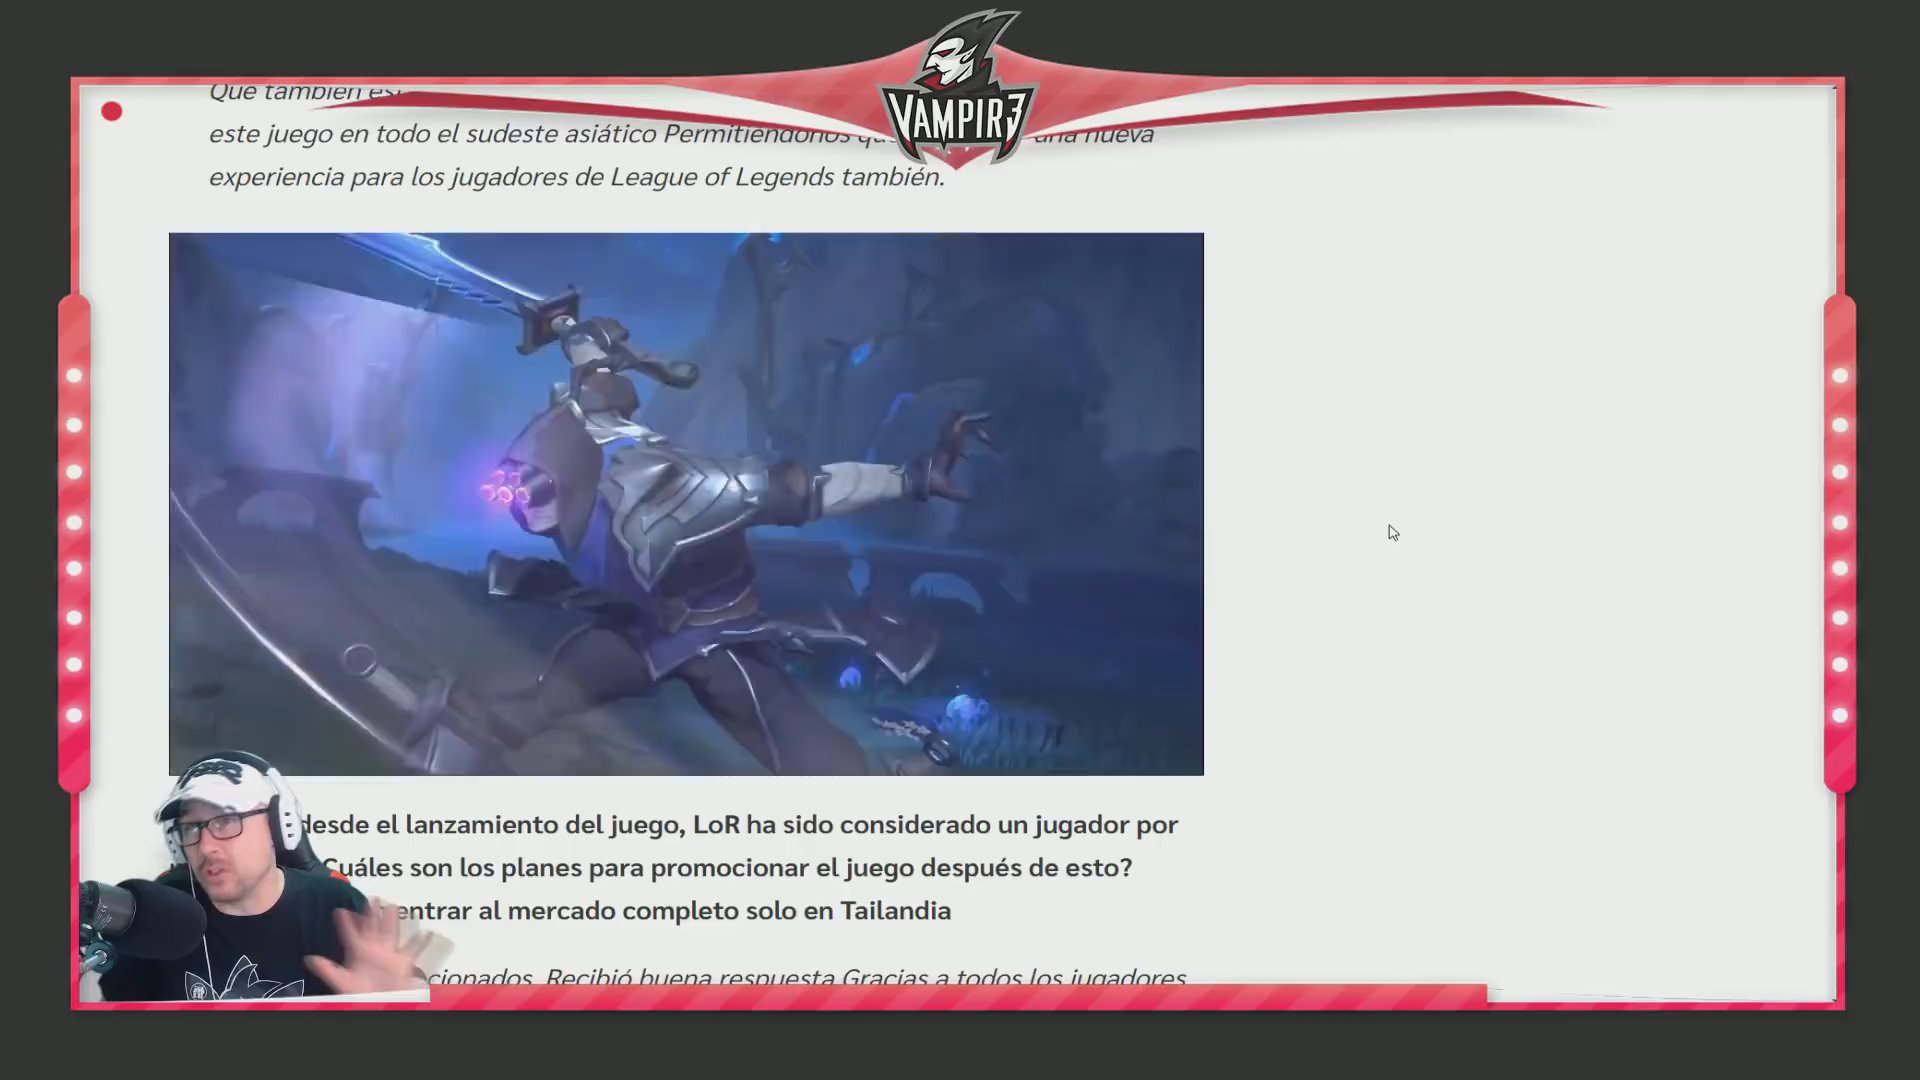 VAMPIR3
Que también es
este juego en todo el sudeste asiático Permitiéndonos una nueva
experiencia para los jugadores de League of Legends también.
desde el lanzamiento del juego, LoR ha sido considerado un jugador por
Cuáles son los planes para promocionar el juego después de esto?
entrar al mercado completo solo en Tailandia
cionados. Recibió buena respuesta Gracias a todos los jugadores